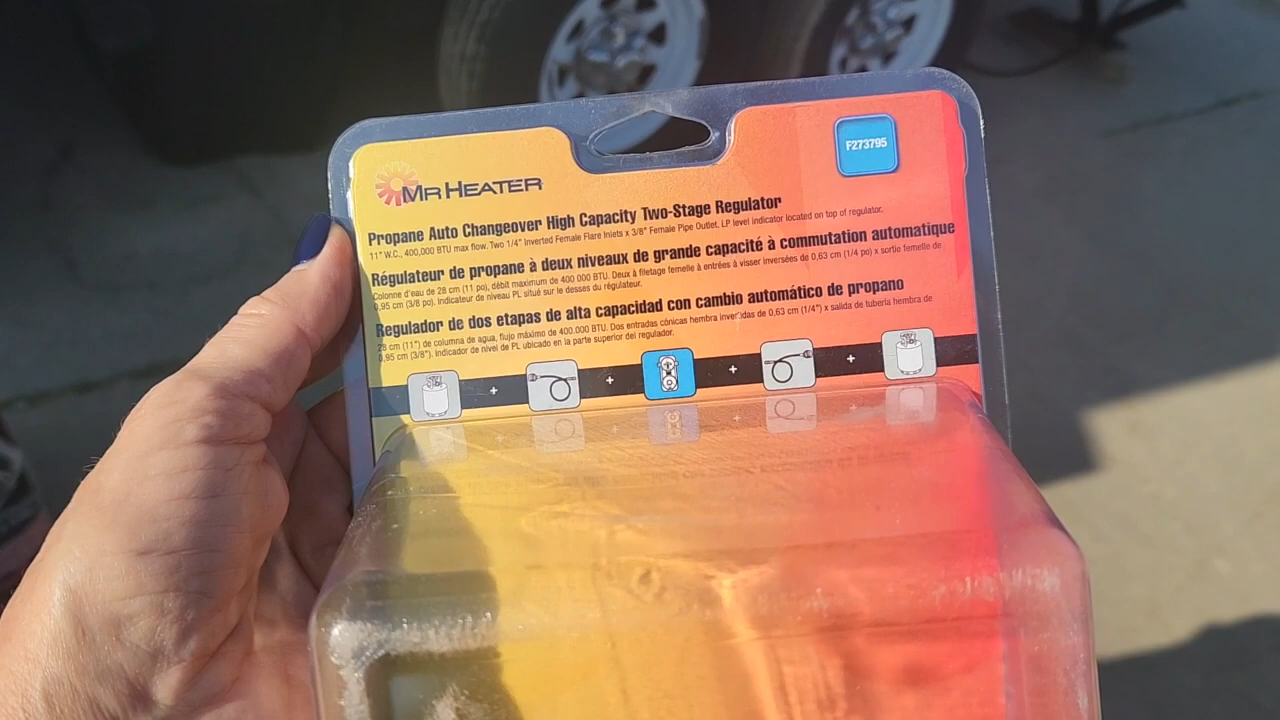 F273795
MR HEATER
Propane Auto Changeover High Capacity Two-Stage Regulator
11" W.C., 400,000 BTU max flow. Two 1/4" Inverted Female Flare Inlets x 3/8" Female Pipe Outlet. LP level indicator located on top of regulator.
Régulateur de propane à deux niveaux de grande capacité à commutation automatique
Colonne d'eau de 28 cm (11 po), débit maximum de 400 000 BTU. Deux à filetage femelle à entrées à visser inversées de 0,63 cm (1/4 po) x sortie femelle de
0,95 cm (3/8 po). Indicateur de niveau PL situé sur le desses du régulateur.
Regulador de dos etapas de alta capacidad con cambio automático de propano
28 cm (11") de columna de agua, flujo máximo de 400.000 BTU. Dos entradas cónicas hembra invertidas de 0,63 cm (1/4") x salida de tubería hembra de
0,95 cm (3/8"). Indicador de nivel de PL ubicado en la parte superior del regulador.
+ + + +